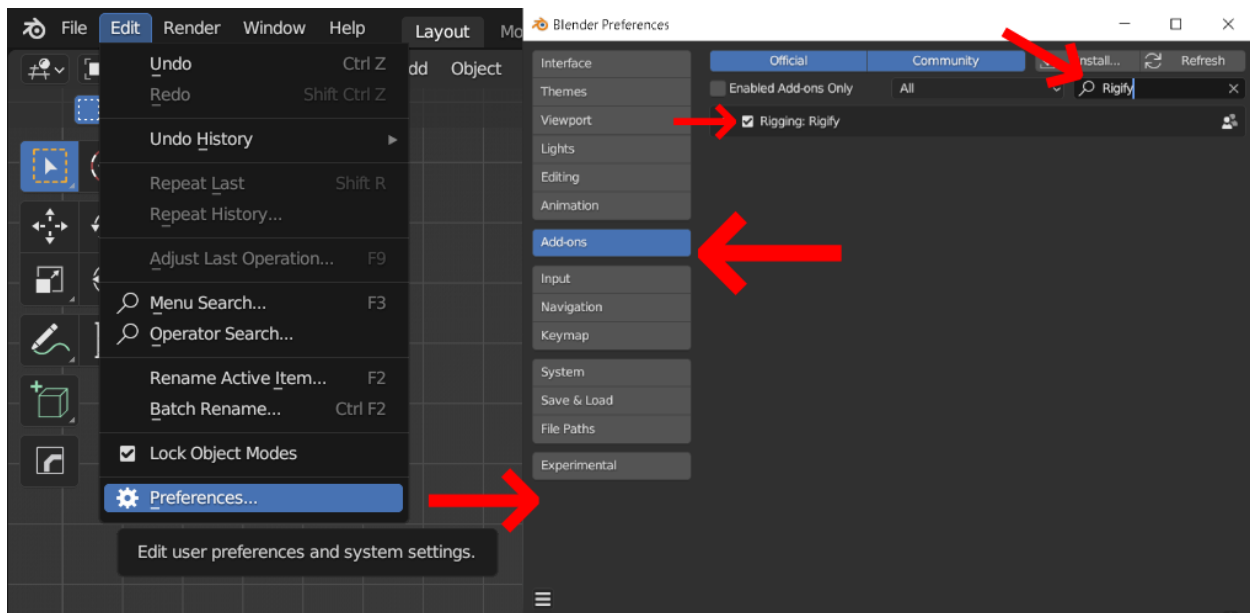 File Edit Render Window Help Layout Mo
dd Object
Undo Ctrl Z
Redo Shift Ctrl Z
Undo History
Repeat Last Shift R
Repeat History...
Adjust Last Operation... F9
Menu Search... F3
Operator Search...
Rename Active Item... F2
Batch Rename... Ctrl F2
Lock Object Modes
Preferences...
Edit user preferences and system settings.
Blender Preferences
Interface
Themes
Viewport
Lights
Editing
Animation
Add-ons
Input
Navigation
Keymap
System
Save & Load
File Paths
Experimental
Official Community nstall... Refresh
Enabled Add-ons Only All Rigify
Rigging: Rigify